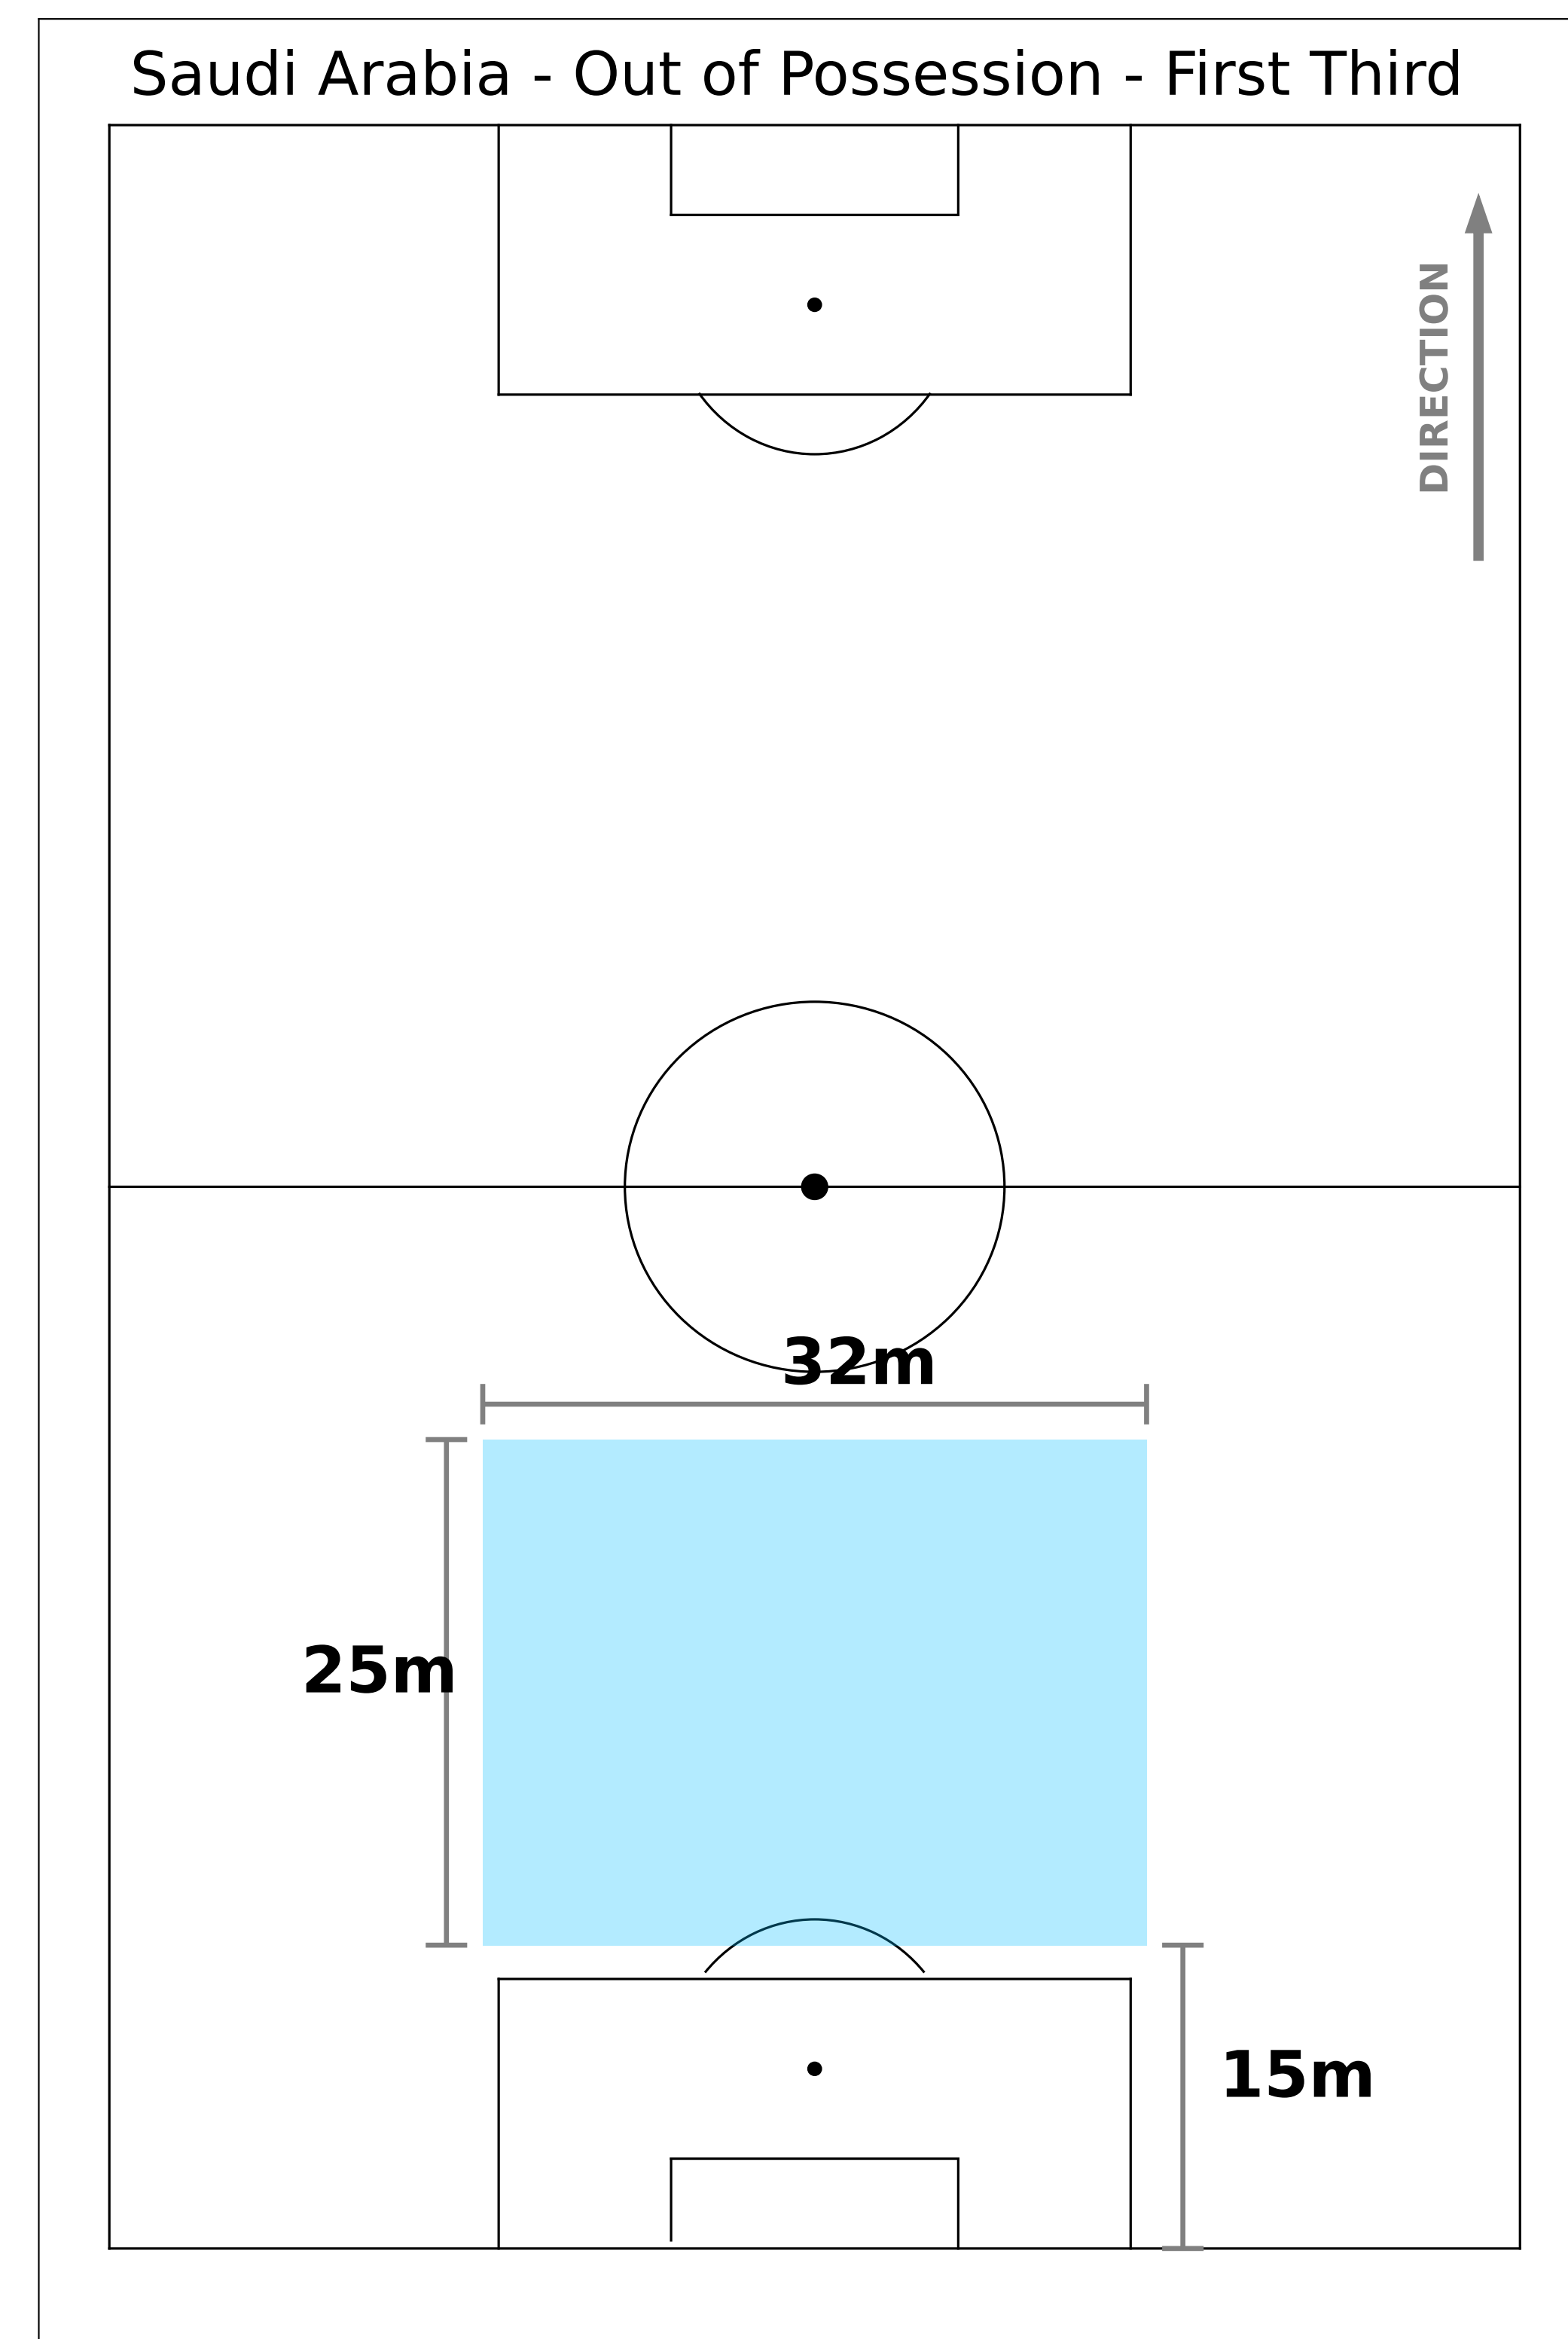 Saudi Arabia - Out of Possession - First Third
DIRECTION
32m
25m
15m